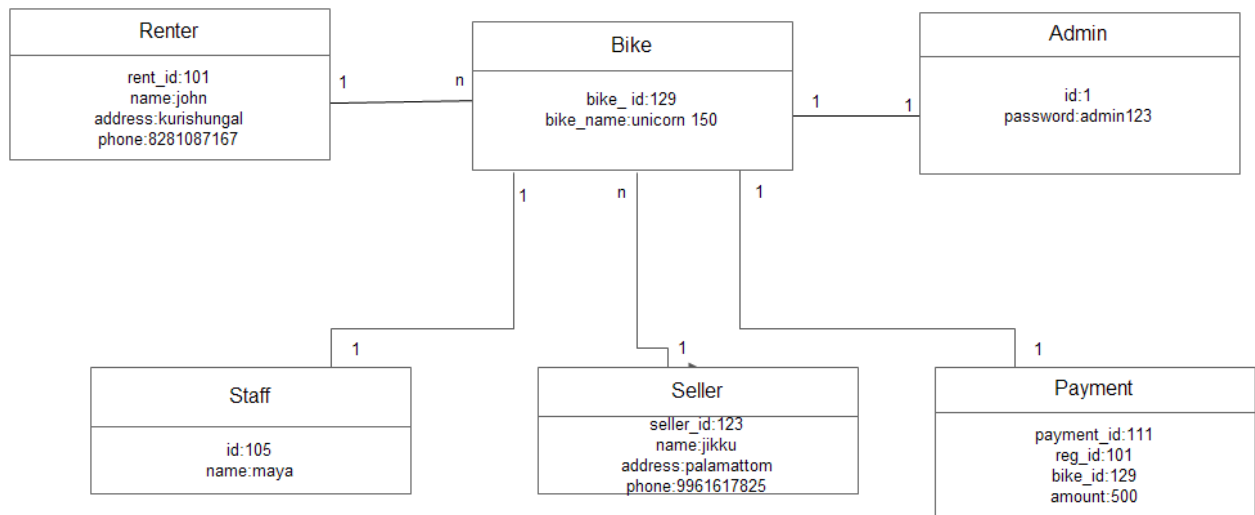 Renter
rent_id:101
name:john
address:kurishungal
phone:8281087167
1
n
Bike
bike_ id:129
bike_name:unicorn 150
1
1
Admin
id:1
password:admin123
1
n
1
1
1
1
Staff
id:105
name:maya
Seller
seller_id:123
name:jikku
address:palamattom
phone:9961617825
Payment
payment_id:111
reg_id:101
bike_id:129
amount:500